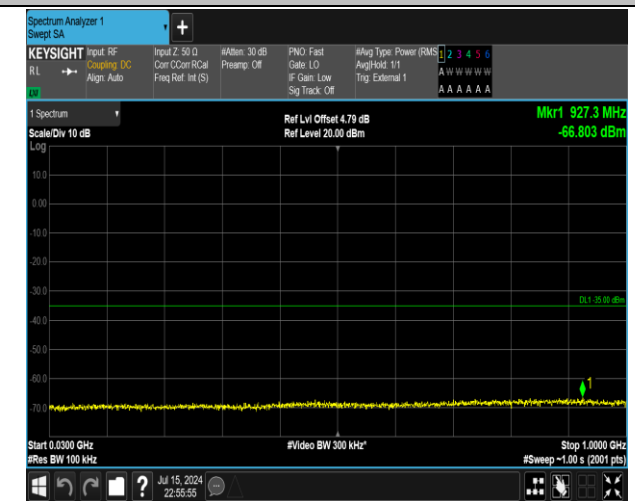 Spectrum Analyzer 1
Swept SA
+
KEYSIGHT
RL
LXI
Input: RF
Coupling: DC
Align: Auto
Input Z: 50 Ω
Corr CCorr RCal
Freq Ref: Int (S)
#Atten: 30 dB
Preamp: Off
PNO: Fast
Gate: LO
IF Gain: Low
Sig Track: Off
#Avg Type: Power (RMS
Avg|Hold: 1/1
Trig: External 1
1 2 3 4 5 6
A W W W W W
A A A A A A
1 Spectrum
Scale/Div 10 dB
Log
Ref Lvl Offset 4.79 dB
Ref Level 20.00 dBm
Mkr1 927.3 MHz
-66.803 dBm
10.0
0.00
-10.0
-20.0
-30.0
DL1 -35.00 dBm
-40.0
-50.0
-60.0
1
-70.0
Start 0.0300 GHz
#Res BW 100 kHz
#Video BW 300 kHz*
Stop 1.0000 GHz
#Sweep ~1.00 s (2001 pts)
?
Jul 15, 2024
22:55:55